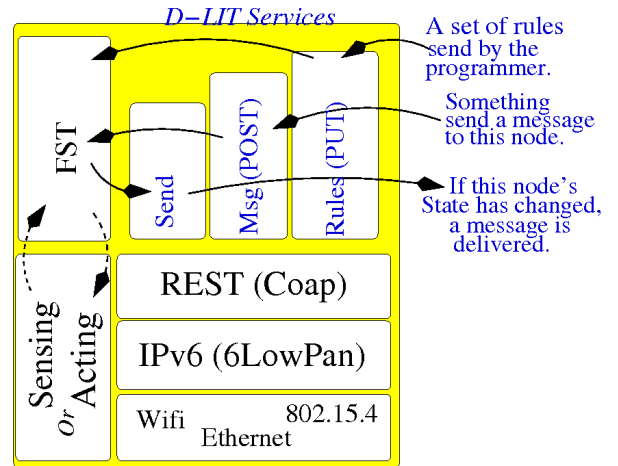 D-LIT Services
A set of rules
send by the
programmer.
Something
send a message
to this node.
If this node's
State has changed,
a message is
delivered.
FST
Send
Msg (POST)
Rules (PUT)
Sensing
or Acting
REST (Coap)
IPv6 (6LowPan)
Wifi 802.15.4
Ethernet